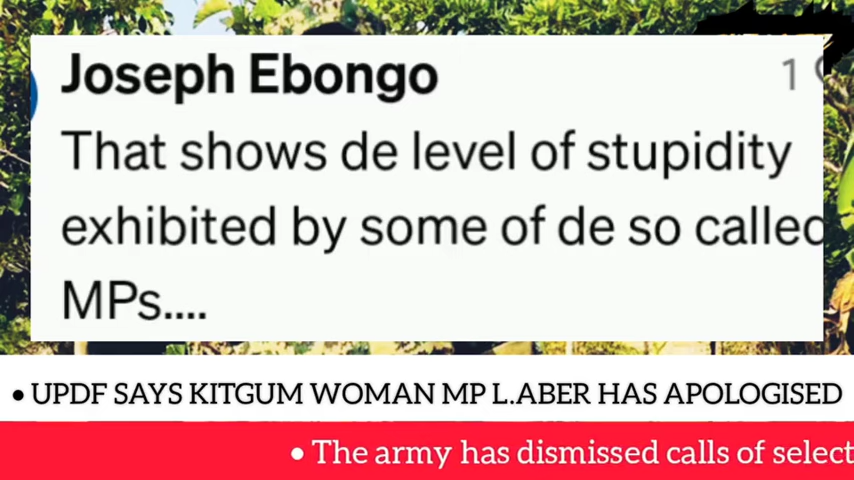 Joseph Ebongo
1
That shows de level of stupidity
exhibited by some of de so called
MPs....
• UPDF SAYS KITGUM WOMAN MP L.ABER HAS APOLOGISED
• The army has dismissed calls of select